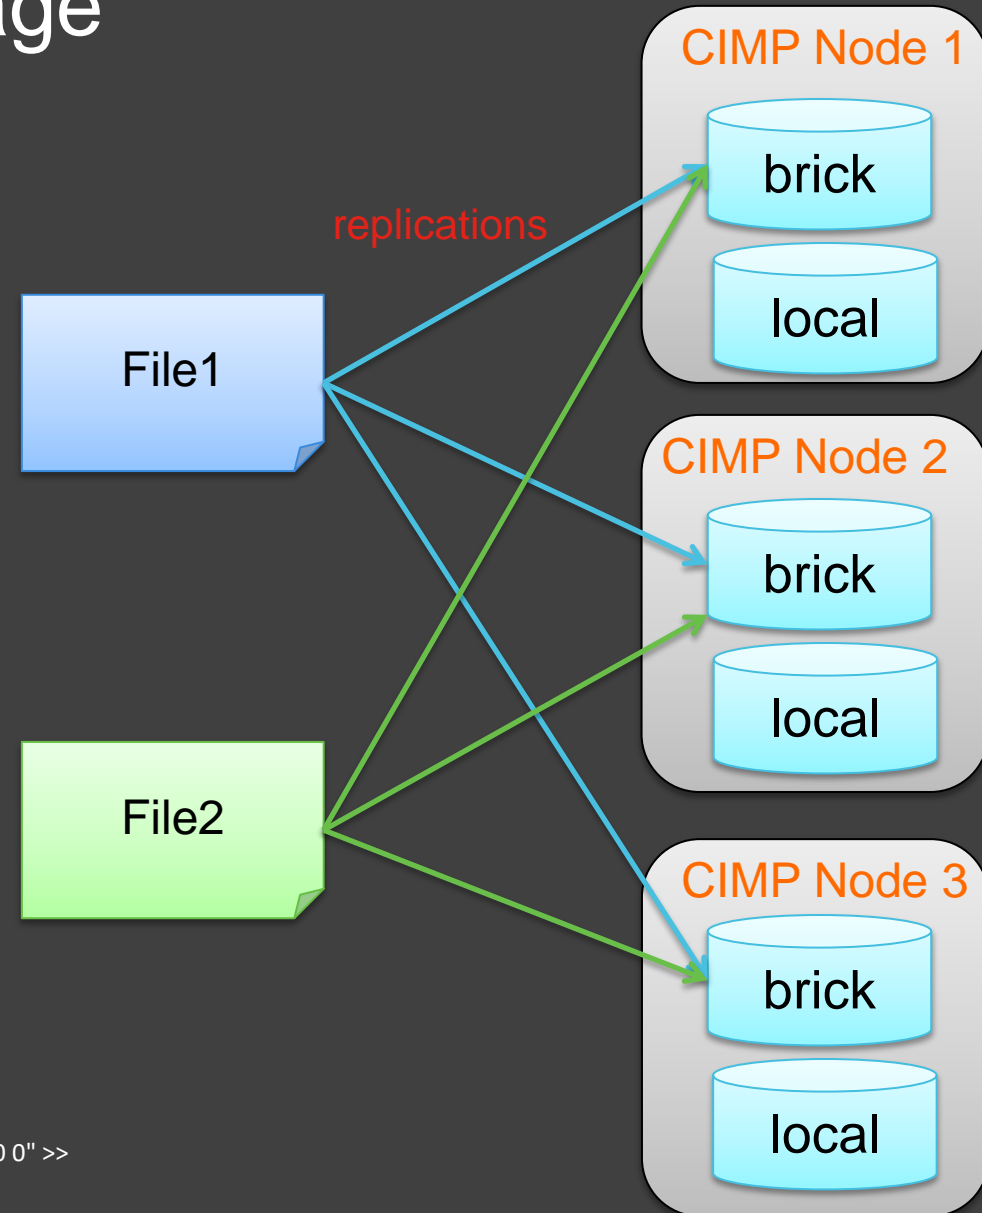 age
CIMP Node 1
brick
replications
local
File1
CIMP Node 2
brick
local
File2
CIMP Node 3
brick
local
0 0" >>